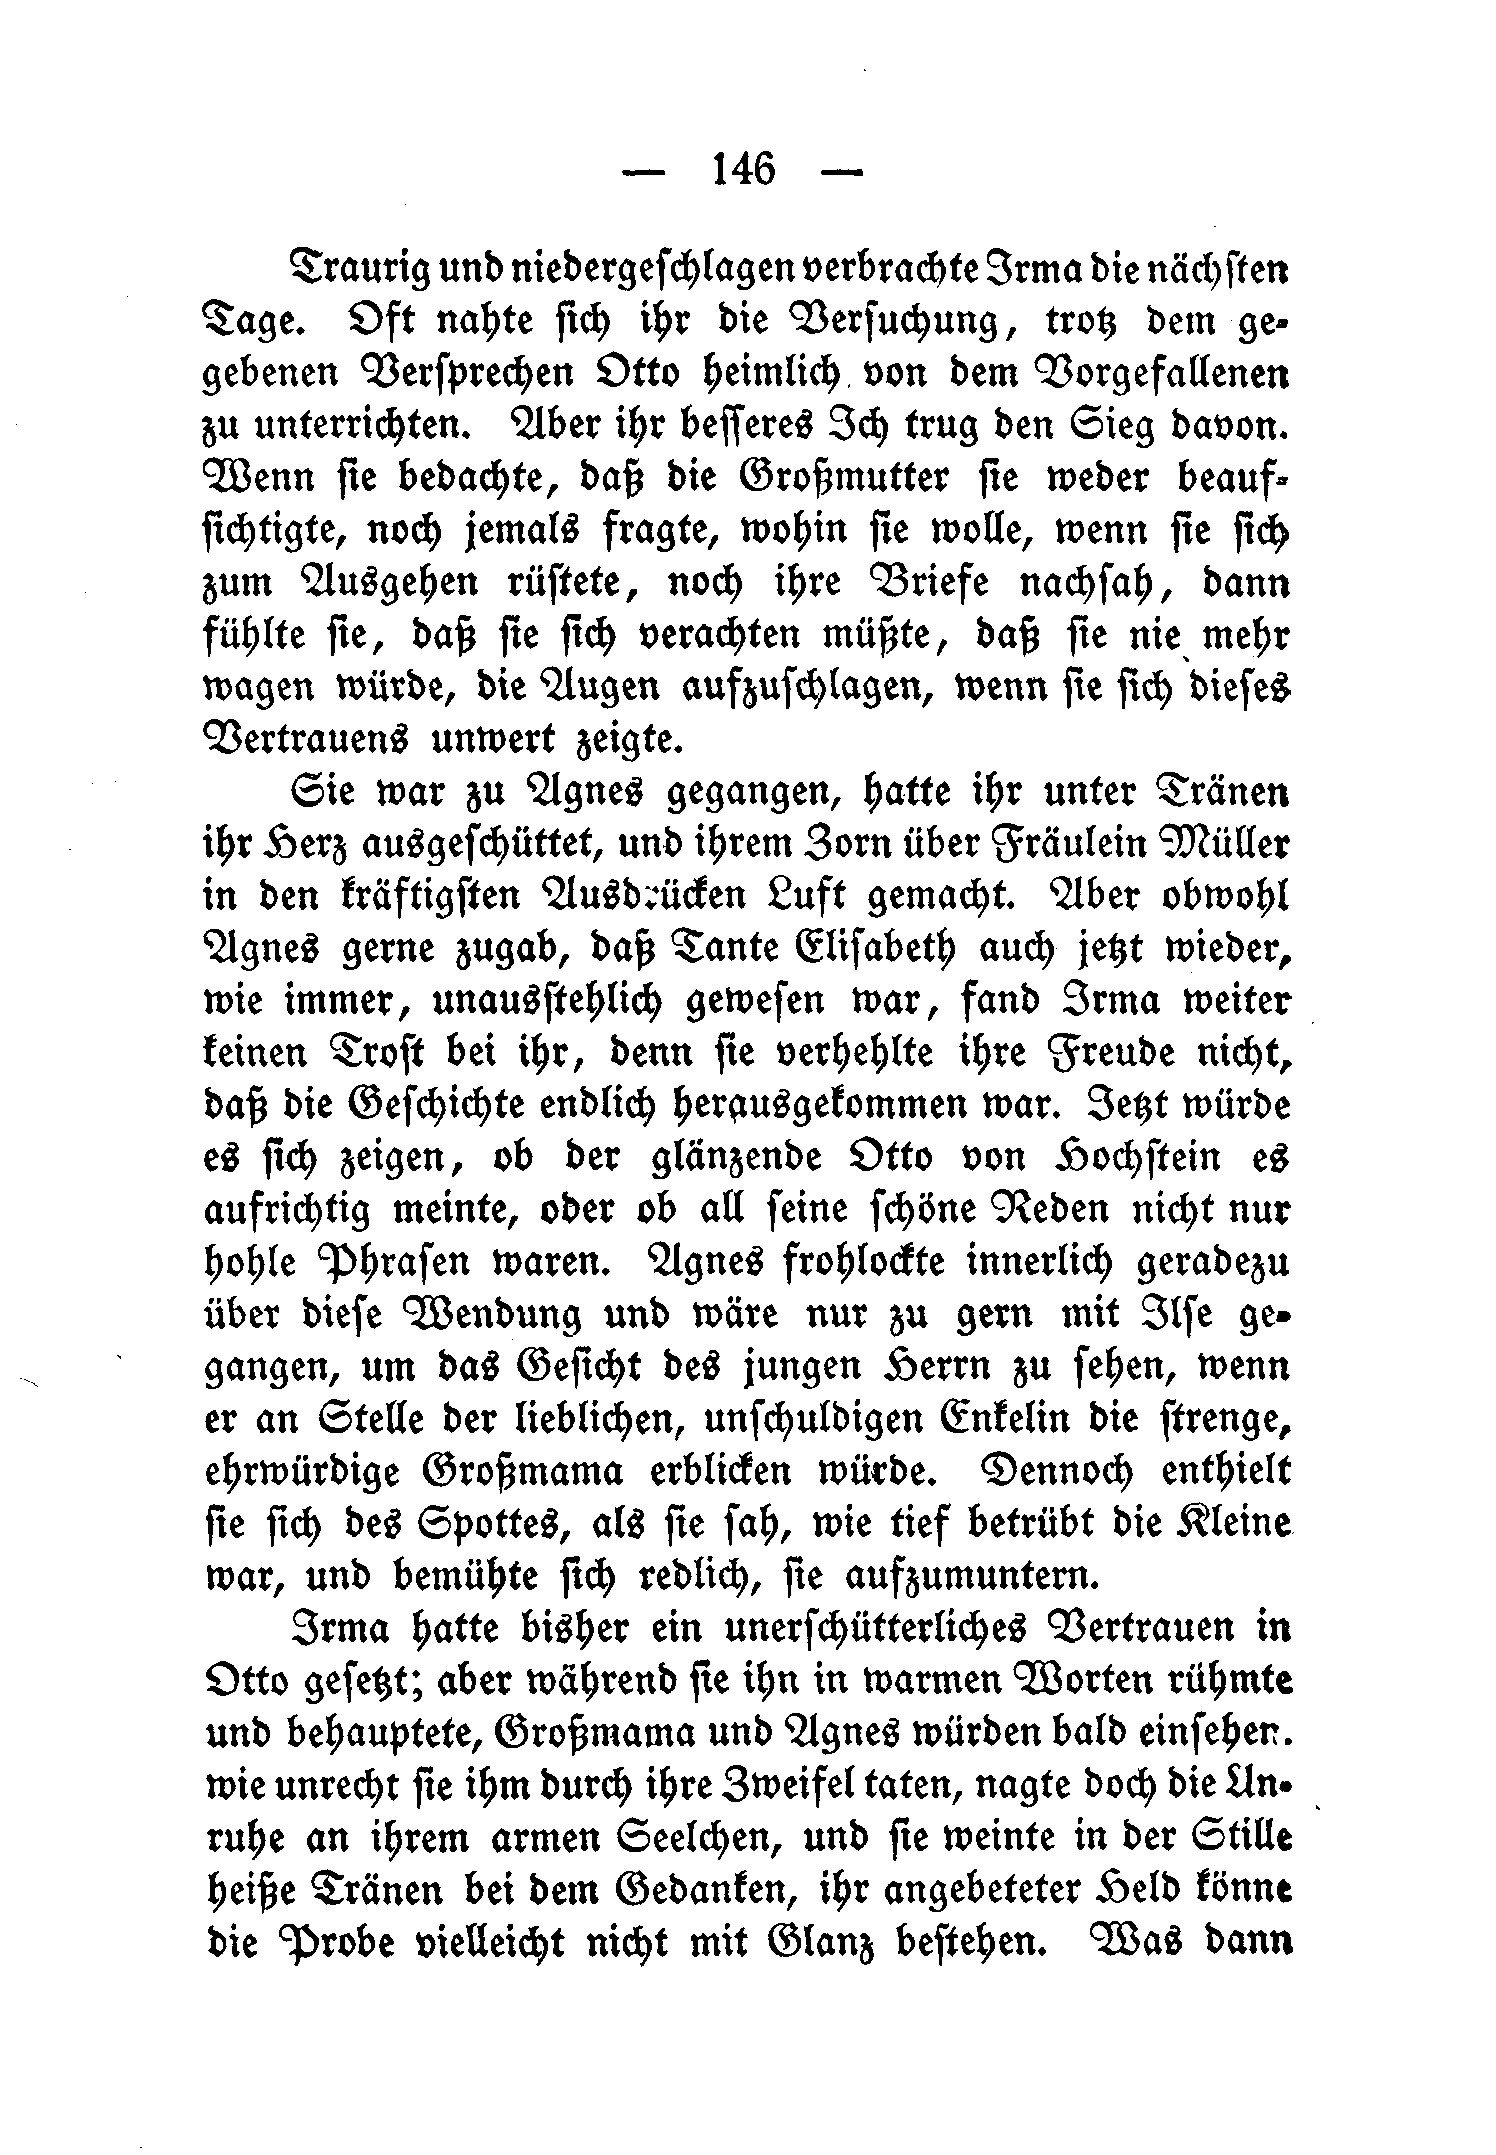 — 146 —
Traurig und niedergeschlagen verbrachte Irma die nächsten
Tage. Oft nahte sich ihr die Versuchung, trotz dem ge-
gebenen Versprechen Otto heimlich von dem Vorgefallenen
zu unterrichten. Aber ihr besseres Ich trug den Sieg davon.
Wenn sie bedachte, daß die Großmutter sie weder beauf-
sichtigte, noch jemals fragte, wohin sie wolle, wenn sie sich
zum Ausgehen rüstete, noch ihre Briefe nachsah, dann
fühlte sie, daß sie sich verachten müßte, daß sie nie mehr
wagen würde, die Augen aufzuschlagen, wenn sie sich dieses
Vertrauens unwert zeigte.
Sie war zu Agnes gegangen, hatte ihr unter Tränen
ihr Herz ausgeschüttet, und ihrem Zorn über Fräulein Müller
in den kräftigsten Ausdrücken Luft gemacht. Aber obwohl
Agnes gerne zugab, daß Tante Elisabeth auch jetzt wieder,
wie immer, unausstehlich gewesen war, fand Irma weiter
keinen Trost bei ihr, denn sie verhehlte ihre Freude nicht,
daß die Geschichte endlich herausgekommen war. Jetzt würde
es sich zeigen, ob der glänzende Otto von Hochstein es
aufrichtig meinte, oder ob all seine schöne Reden nicht nur
hohle Phrasen waren. Agnes frohlockte innerlich geradezu
über diese Wendung und wäre nur zu gern mit Ilse ge-
gangen, um das Gesicht des jungen Herrn zu sehen, wenn
er an Stelle der lieblichen, unschuldigen Enkelin die strenge,
ehrwürdige Großmama erblicken würde. Dennoch enthielt
sie sich des Spottes, als sie sah, wie tief betrübt die Kleine
war, und bemühte sich redlich, sie aufzumuntern.
Irma hatte bisher ein unerschütterliches Vertrauen in
Otto gesetzt; aber während sie ihn in warmen Worten rühmte
und behauptete, Großmama und Agnes würden bald einsehen.
wie unrecht sie ihm durch ihre Zweifel taten, nagte doch die Un-
ruhe an ihrem armen Seelchen, und sie weinte in der Stille
heiße Tränen bei dem Gedanken, ihr angebeteter Held könne
die Probe vielleicht nicht mit Glanz bestehen. Was dann